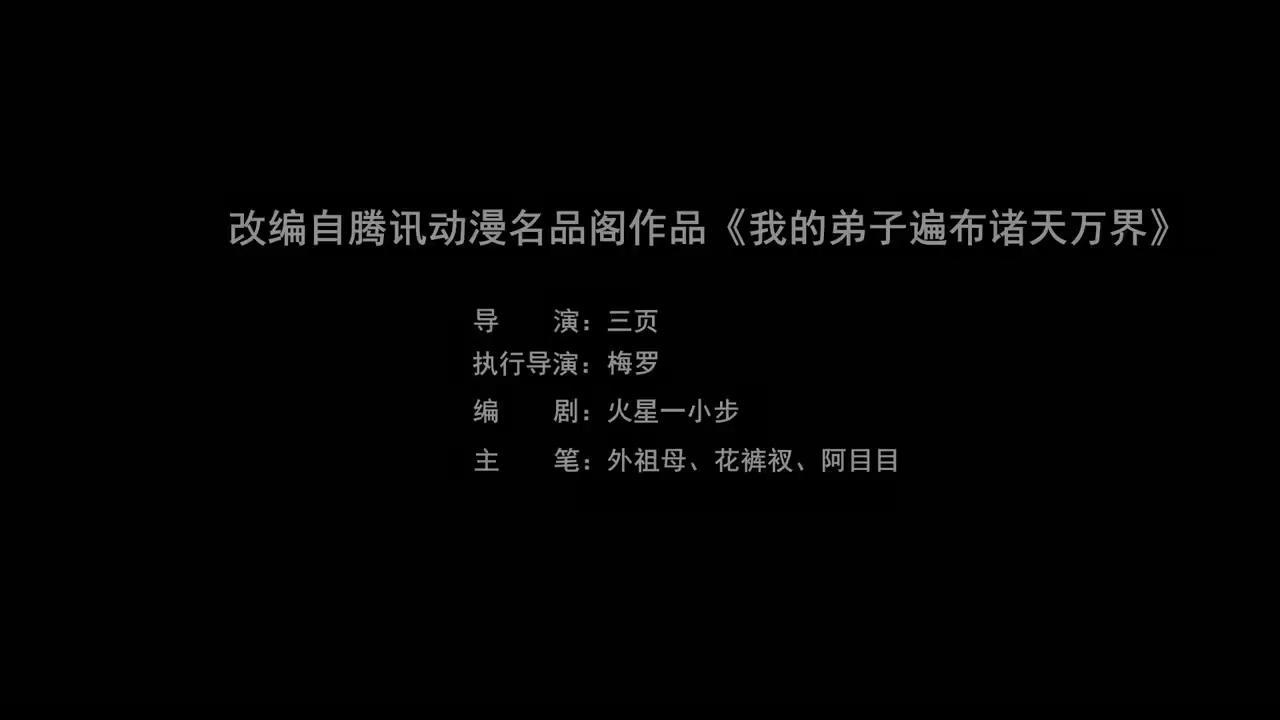 改编自腾讯动漫名品阁作品《我的弟子遍布诸天万界》
导　　演：三页
执行导演：梅罗
编　　剧：火星一小步
主　　笔：外祖母、花裤衩、阿目目